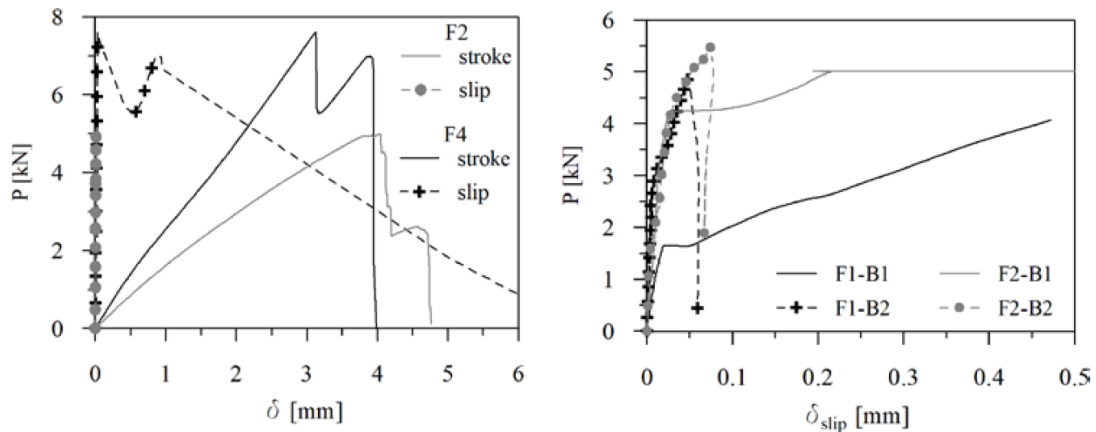 P [kN]
8
6
4
2
0
F2
stroke
slip
F4
stroke
slip
0 1 2 3 4 5 6
δ [mm]
P [kN]
6
5
4
3
2
1
0
F1-B1 F2-B1
F1-B2 F2-B2
0 0.1 0.2 0.3 0.4 0.5
δslip [mm]